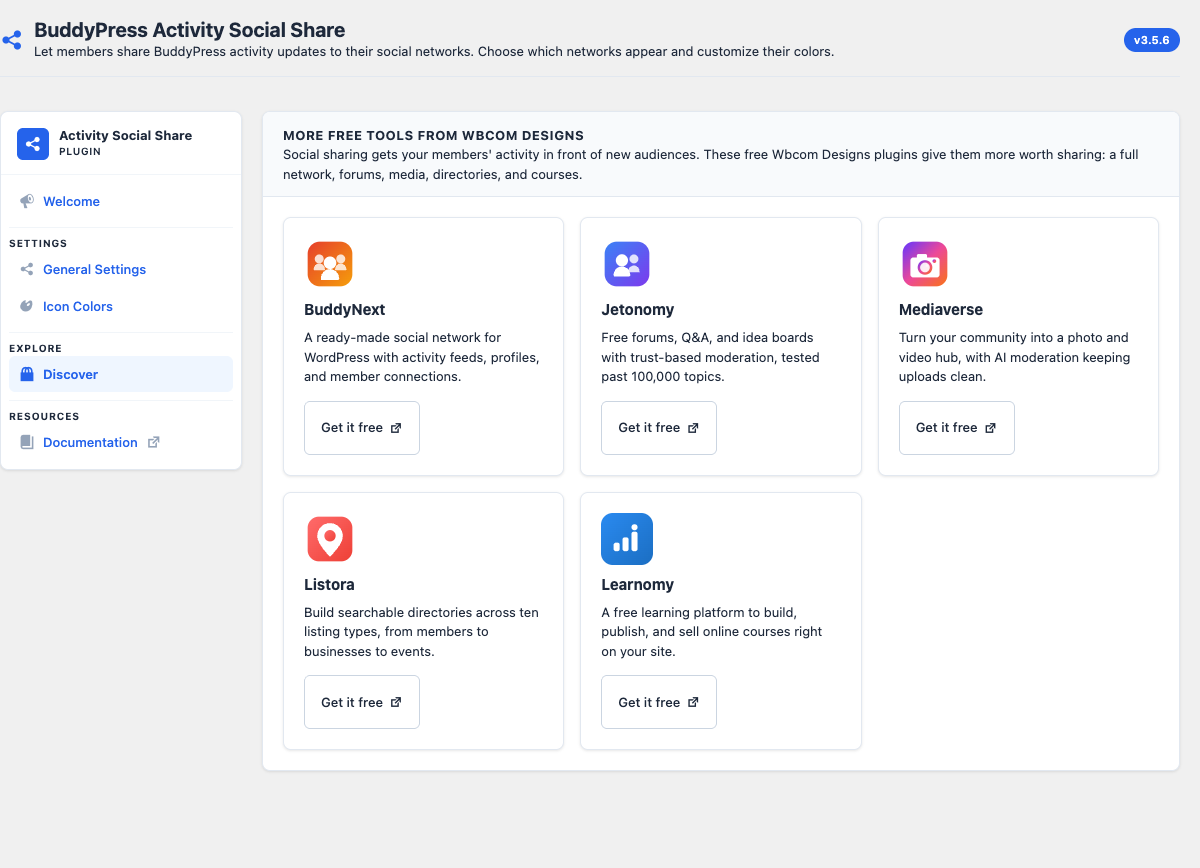 BuddyPress Activity Social Share
Let members share BuddyPress activity updates to their social networks. Choose which networks appear and customize their colors.
v3.5.6
Activity Social Share
PLUGIN
Welcome
SETTINGS
General Settings
Icon Colors
EXPLORE
Discover
RESOURCES
Documentation
MORE FREE TOOLS FROM WBCOM DESIGNS
Social sharing gets your members' activity in front of new audiences. These free Wbcom Designs plugins give them more worth sharing: a full
network, forums, media, directories, and courses.
BuddyNext
A ready-made social network for
WordPress with activity feeds, profiles,
and member connections.
Get it free
Jetonomy
Free forums, Q&A, and idea boards
with trust-based moderation, tested
past 100,000 topics.
Get it free
Mediaverse
Turn your community into a photo and
video hub, with AI moderation keeping
uploads clean.
Get it free
Listora
Build searchable directories across ten
listing types, from members to
businesses to events.
Get it free
Learnomy
A free learning platform to build,
publish, and sell online courses right
on your site.
Get it free